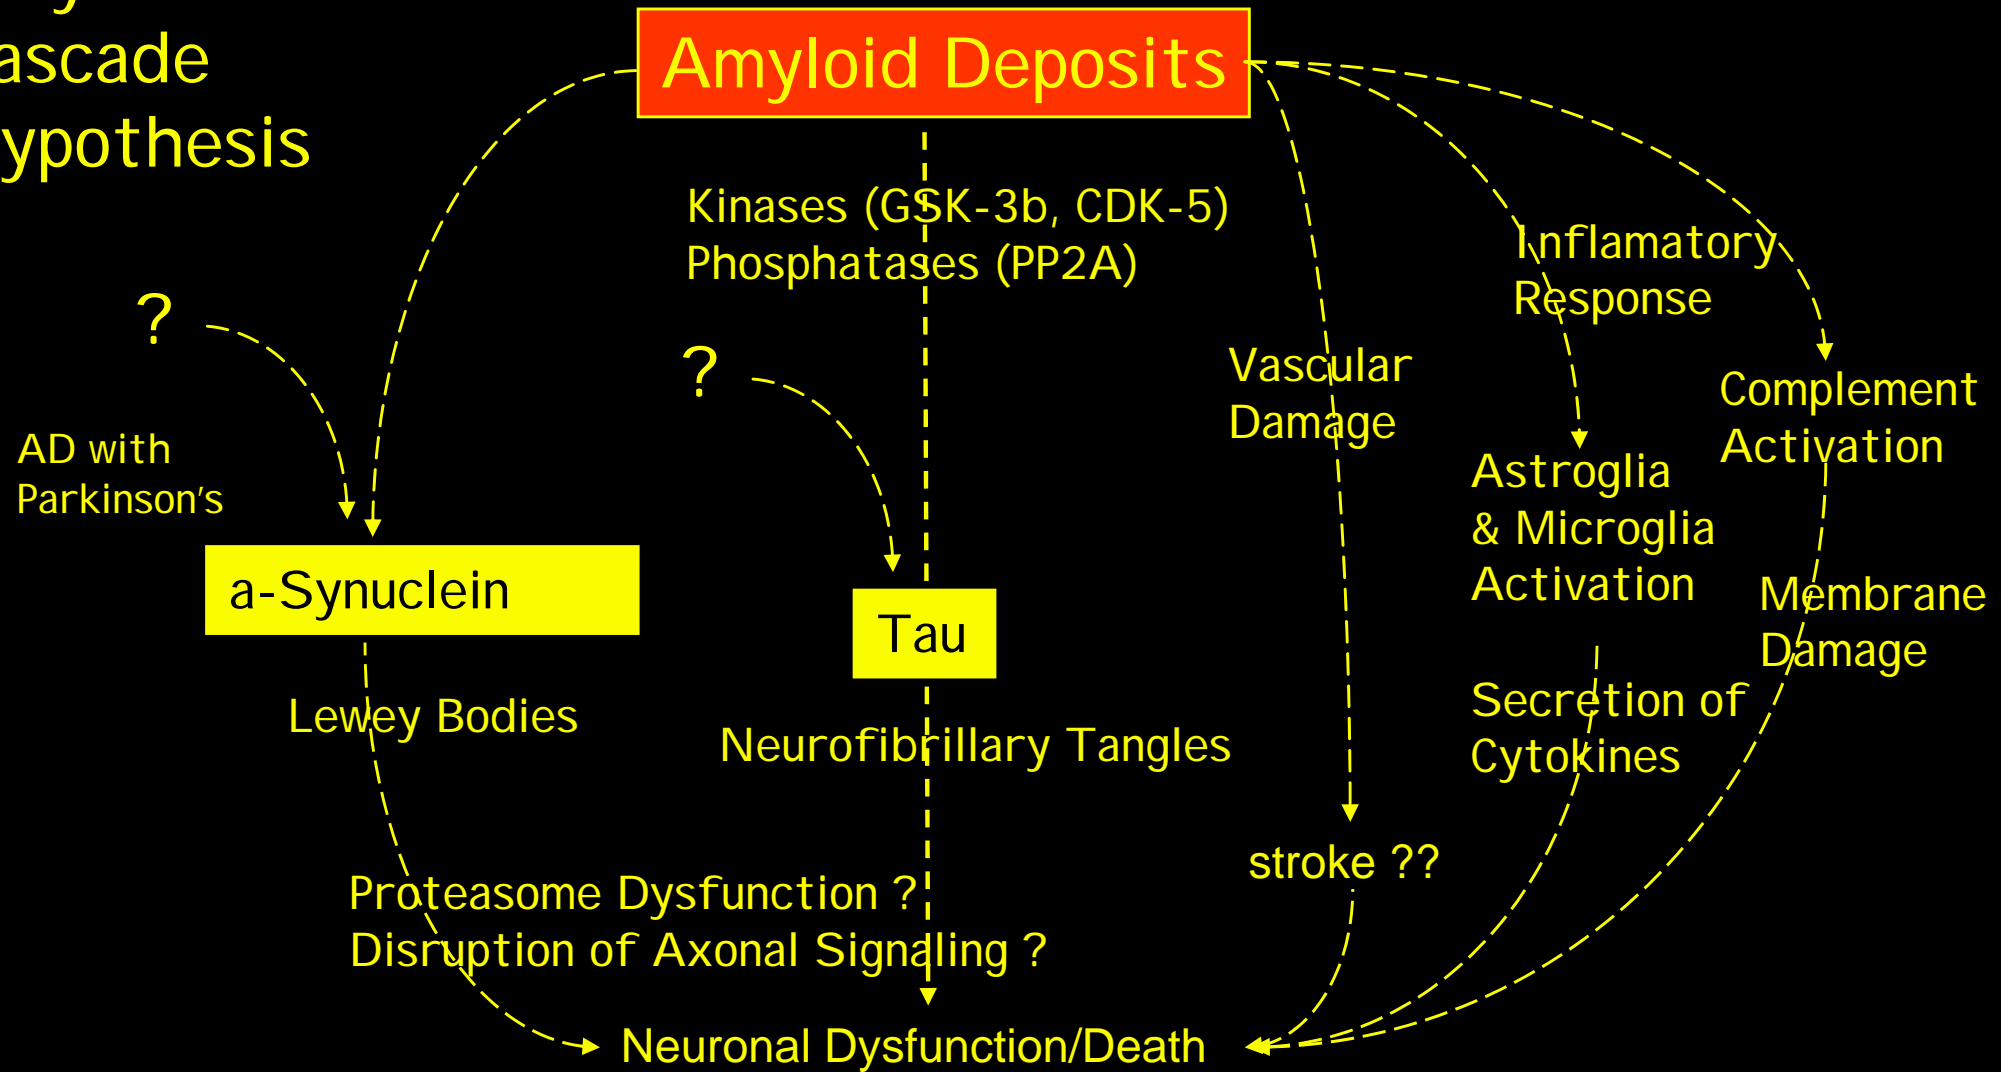 ascade
ypothesis
Amyloid Deposits
Kinases (GSK-3b, CDK-5)
Phosphatases (PP2A)
Inflamatory
Response
?
?
Vascular
Damage
Complement
Activation
AD with
Parkinson's
Astroglia
& Microglia
Activation
a-Synuclein
Tau
Membrane
Damage
Lewey Bodies
Neurofibrillary Tangles
Secretion of
Cytokines
stroke ??
Proteasome Dysfunction ?
Disruption of Axonal Signaling ?
Neuronal Dysfunction/Death